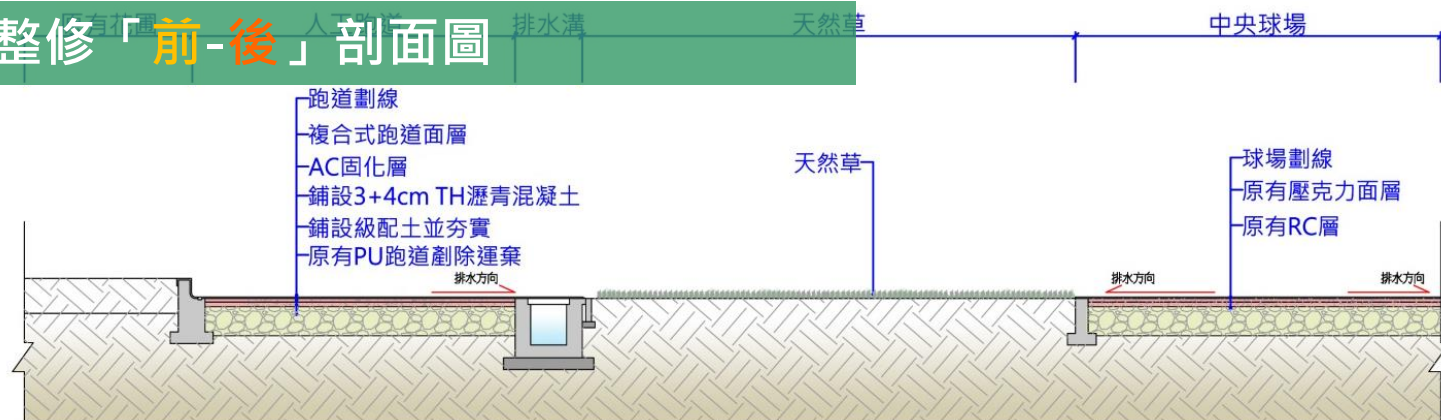 整修「前-後」剖面圖
原有花圃
人工跑道
排水溝
天然草
中央球場
跑道劃線
複合式跑道面層
AC固化層
鋪設3+4cm TH瀝青混凝土
鋪設級配土並夯實
原有PU跑道剷除運棄
排水方向
天然草
球場劃線
原有壓克力面層
原有RC層
排水方向
排水方向